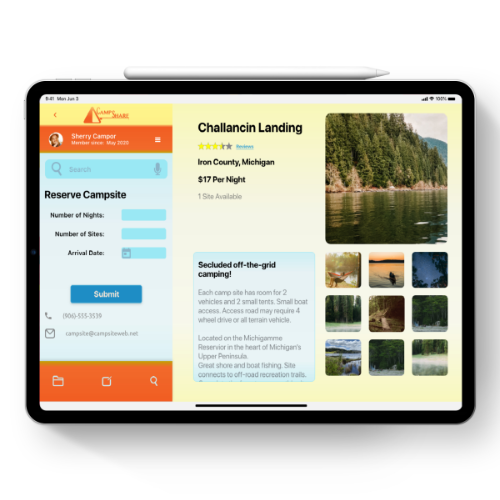 9:41 Mon Jun 3
100%
CAMP
SHARE
Sherry Campor
Member since: May 2020
Search
Reserve Campsite
Number of Nights:
Number of Sites:
Arrival Date:
Submit
(906)-555-3539
campsite@campsiteweb.net
Challancin Landing
Reviews
Iron County, Michigan
$17 Per Night
1 Site Available
Secluded off-the-grid
camping!
Each camp site has room for 2
vehicles and 2 small tents. Small boat
access. Access road may require 4
wheel drive or all terrain vehicle.
Located on the Michigamme
Reservior in the heart of Michigan's
Upper Peninsula.
Great shore and boat fishing. Site
connects to off-road recreation trails.